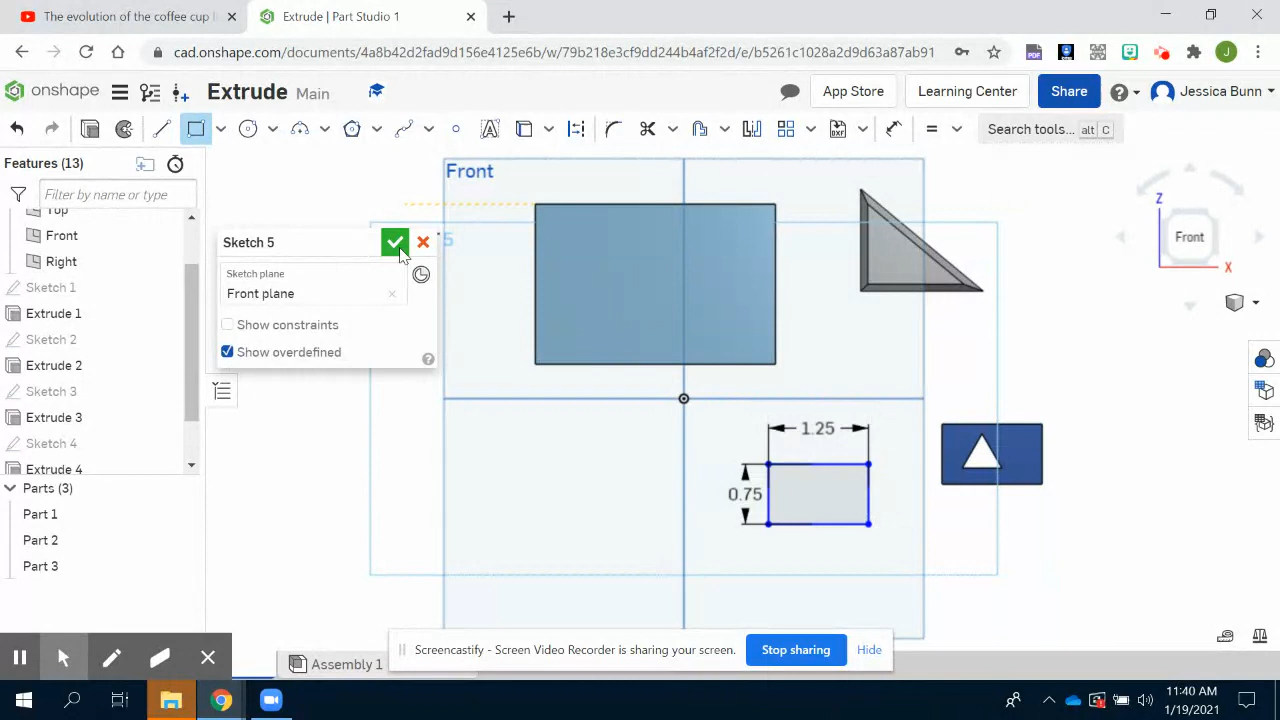 The evolution of the coffee cup l
Extrude | Part Studio 1
cad.onshape.com/documents/4a8b42d2fad9d156e4125e6b/w/79b218e3cf9dd244b4af2f2d/e/b5261c1028a2d9d63a87ab91
PDF
J
onshape
Extrude Main
App Store
Learning Center
Share
Jessica Bunn
DXF
Search tools... alt C
Features (13)
Filter by name or type
Top
Front
Right
Sketch 1
Extrude 1
Sketch 2
Extrude 2
Sketch 3
Extrude 3
Sketch 4
Extrude 4
Parts (3)
Part 1
Part 2
Part 3
Sketch 5
Sketch plane
Front plane
Show constraints
Show overdefined
Front
5
1.25
0.75
Z
Front
X
Assembly 1
Screencastify - Screen Video Recorder is sharing your screen.
Stop sharing
Hide
11:40 AM
1/19/2021